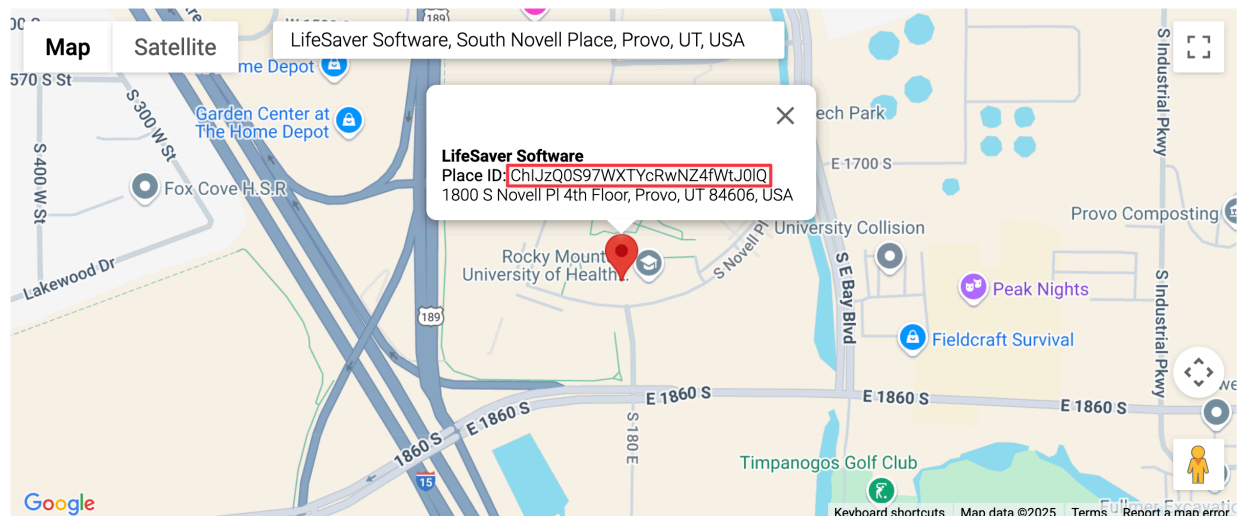 Map
Satellite
LifeSaver Software, South Novell Place, Provo, UT, USA
189
570 S St
me Depot
Garden Center at
The Home Depot
S 300 W St
S 400 W St
Fox Cove H.S.R
Lakewood Dr
LifeSaver Software
Place ID: ChIJzQ0S97WXTYcRwNZ4fWtJ0lQ
1800 S Novell Pl 4th Floor, Provo, UT 84606, USA
ech Park
E 1700 S
S Industrial Pkwy
Provo Composting
University Collision
Rocky Mount
University of Health...
S Novell Pl
S E Bay Blvd
Peak Nights
S Industrial Pkwy
189
Fieldcraft Survival
E 1860 S
E 1860 S
E 1860 S
E 1860 S
1860 S
S 180 E
15
Timpanogos Golf Club
Google
Keyboard shortcuts
Map data ©2025
Terms
Report a map error